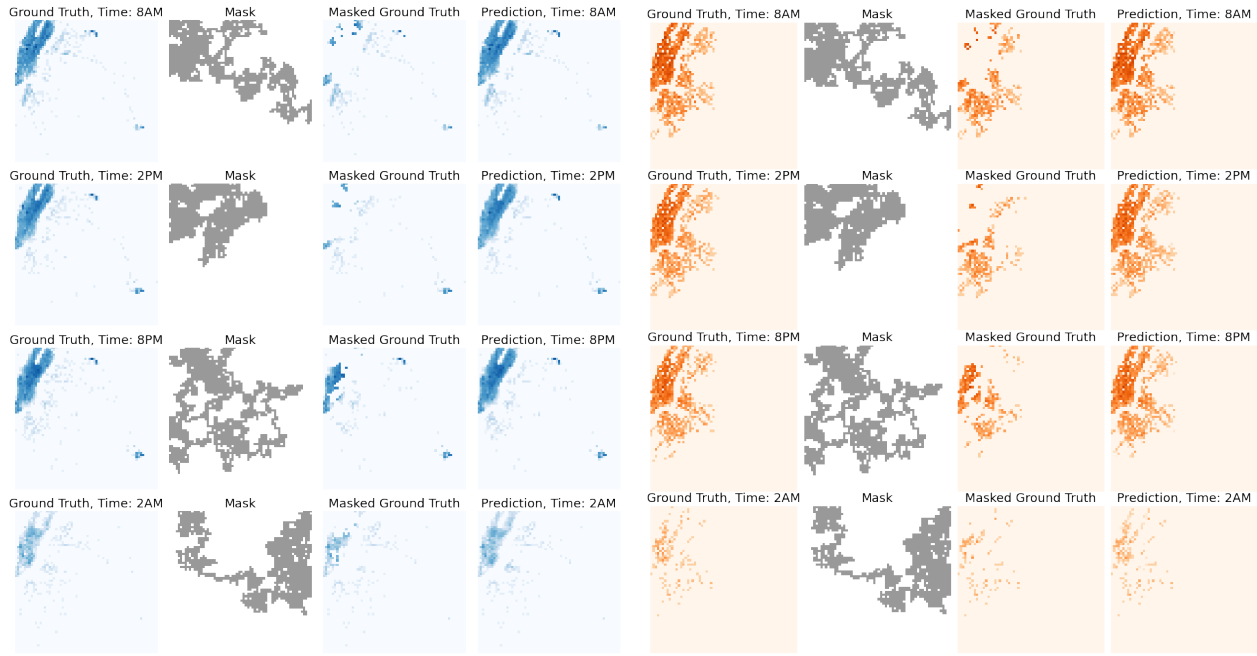 Ground Truth, Time: 8AM Mask Masked Ground Truth Prediction, Time: 8AM Ground Truth, Time: 8AM Mask Masked Ground Truth Prediction, Time: 8AM
Ground Truth, Time: 2PM Mask Masked Ground Truth Prediction, Time: 2PM Ground Truth, Time: 2PM Mask Masked Ground Truth Prediction, Time: 2PM
Ground Truth, Time: 8PM Mask Masked Ground Truth Prediction, Time: 8PM Ground Truth, Time: 8PM Mask Masked Ground Truth Prediction, Time: 8PM
Ground Truth, Time: 2AM Mask Masked Ground Truth Prediction, Time: 2AM Ground Truth, Time: 2AM Mask Masked Ground Truth Prediction, Time: 2AM